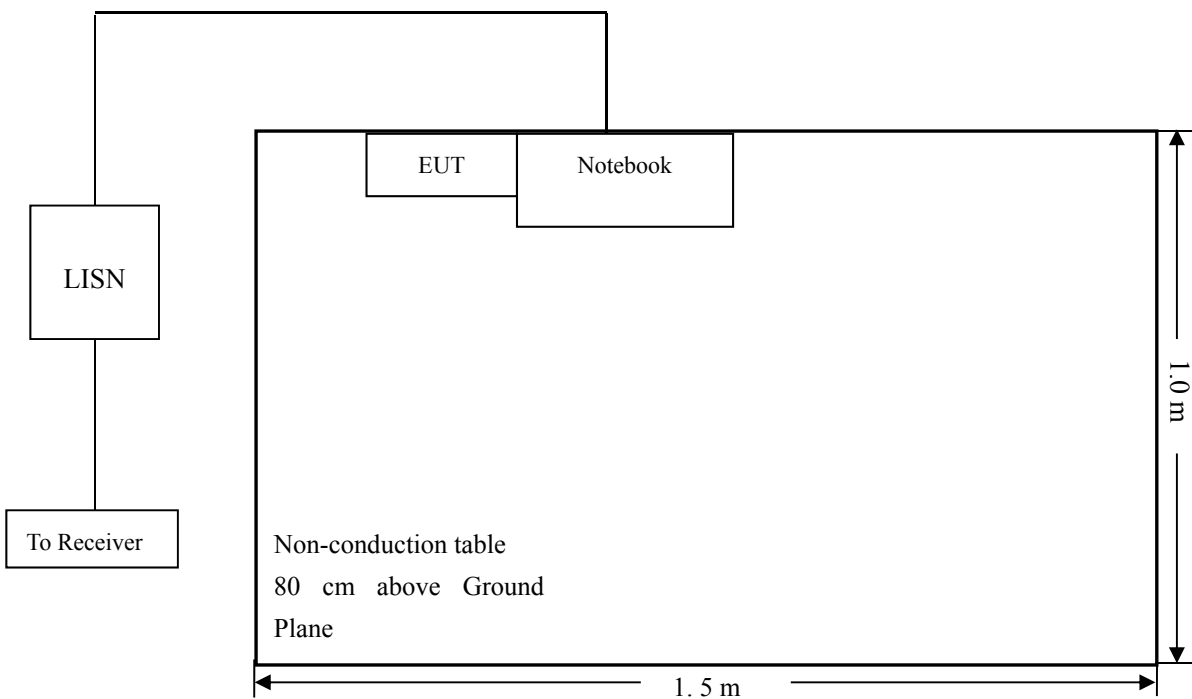 EUT
Notebook
LISN
1.0 m
To Receiver
Non-conduction table
80 cm above Ground
Plane
1. 5 m